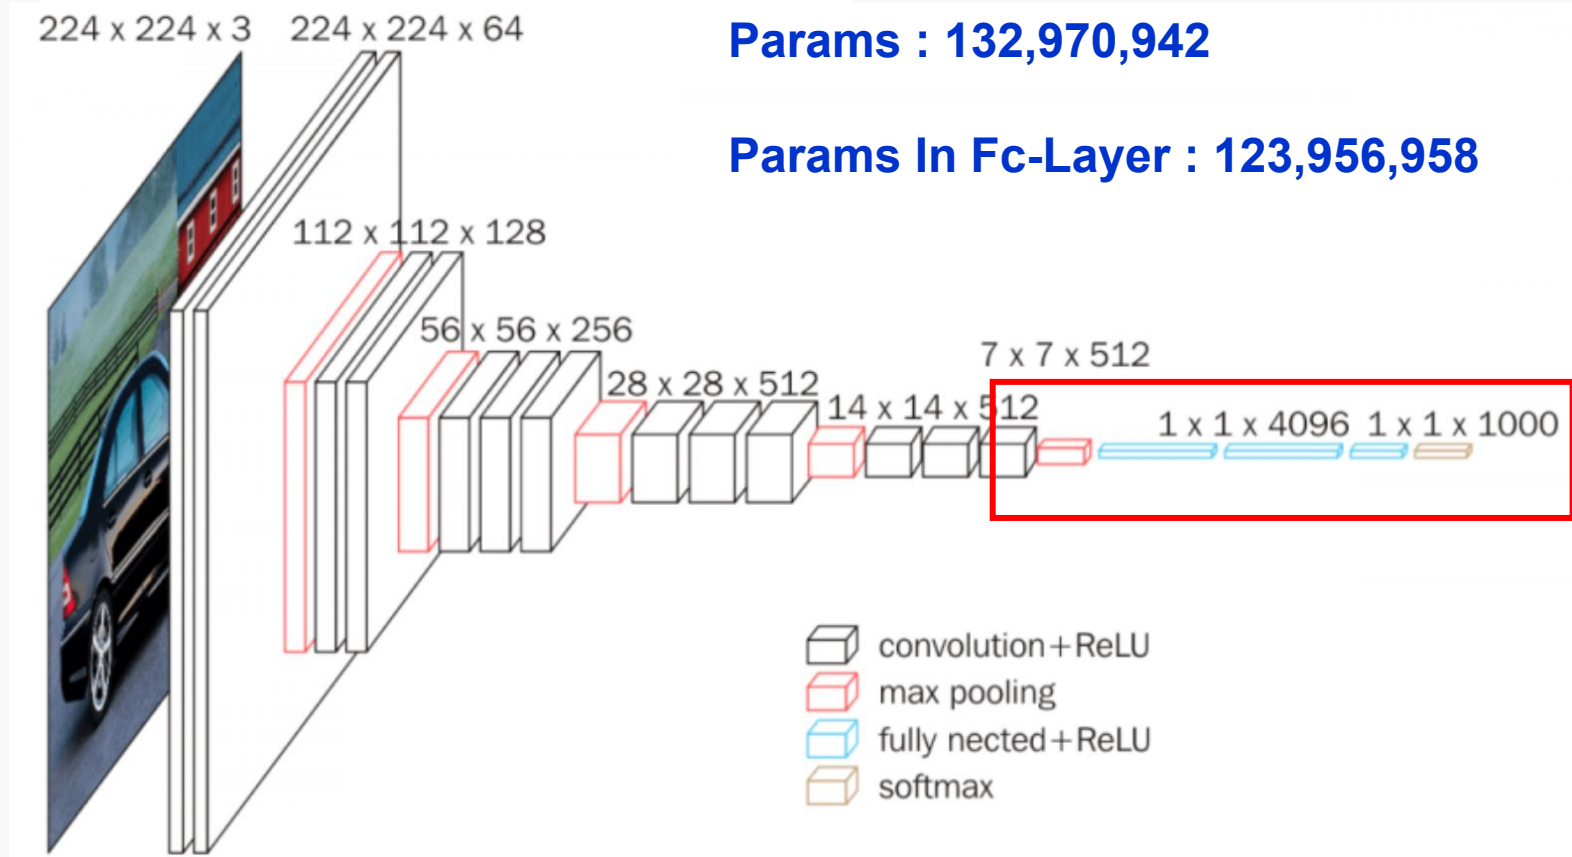 224 x 224 x 3
224 x 224 x 64
Params : 132,970,942
Params In Fc-Layer : 123,956,958
112 x 112 x 128
56 x 56 x 256
28 x 28 x 512
7 x 7 x 512
14 x 14 x 512
1 x 1 x 4096
1 x 1 x 1000
convolution+ReLU
max pooling
fully nected+ReLU
softmax